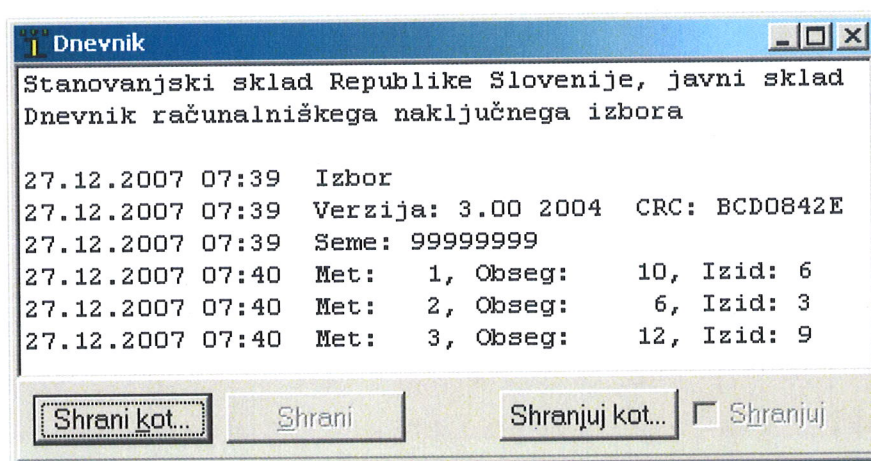 Dnevnik
Stanovanjski sklad Republike Slovenije, javni sklad
Dnevnik računalniškega naključnega izbora
27.12.2007 07:39 Izbor
27.12.2007 07:39 Verzija: 3.00 2004 CRC: BCD0842E
27.12.2007 07:39 Seme: 99999999
27.12.2007 07:40 Met: 1, Obseg: 10, Izid: 6
27.12.2007 07:40 Met: 2, Obseg: 6, Izid: 3
27.12.2007 07:40 Met: 3, Obseg: 12, Izid: 9
Shrani kot... Shrani Shranjuj kot... Shranjuj